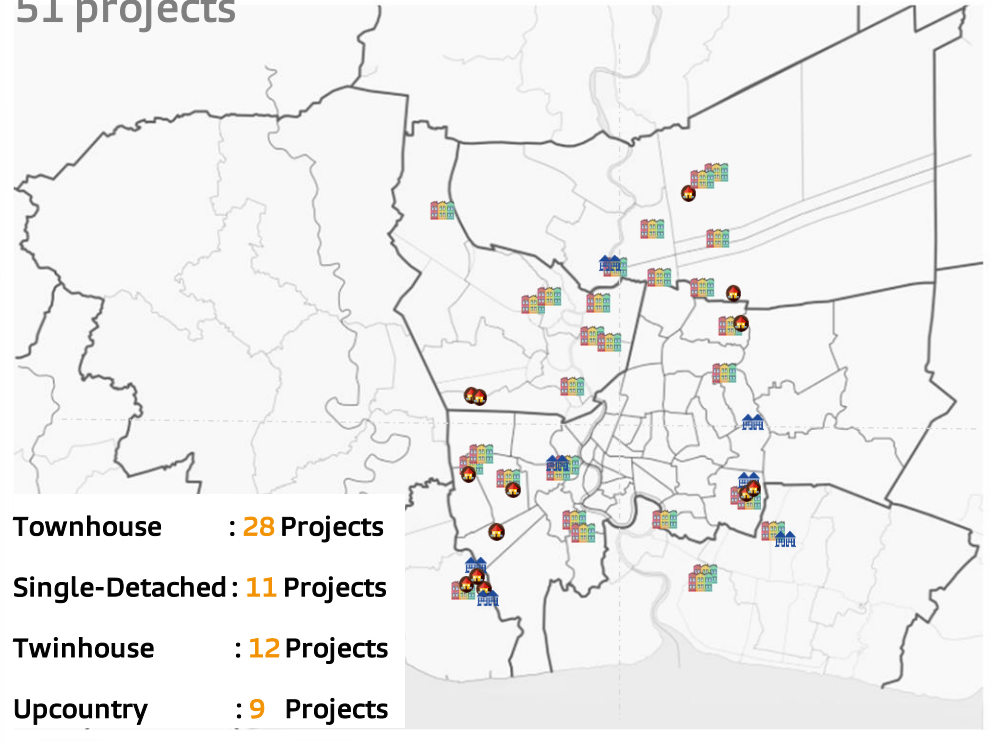 51 projects
Townhouse : 28 Projects
Single-Detached : 11 Projects
Twinhouse : 12 Projects
Upcountry : 9 Projects